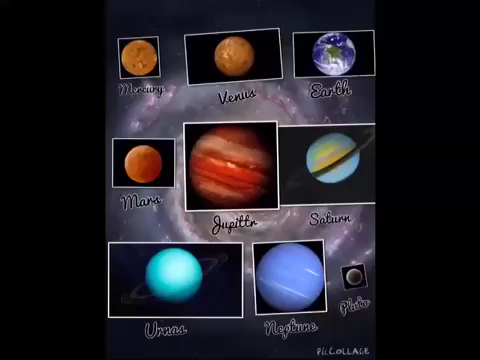 Mercury
Venus
Earth
Mars
Jupittr
Saturn
Urnas
Neptune
Pluto
PicCOLLAGE